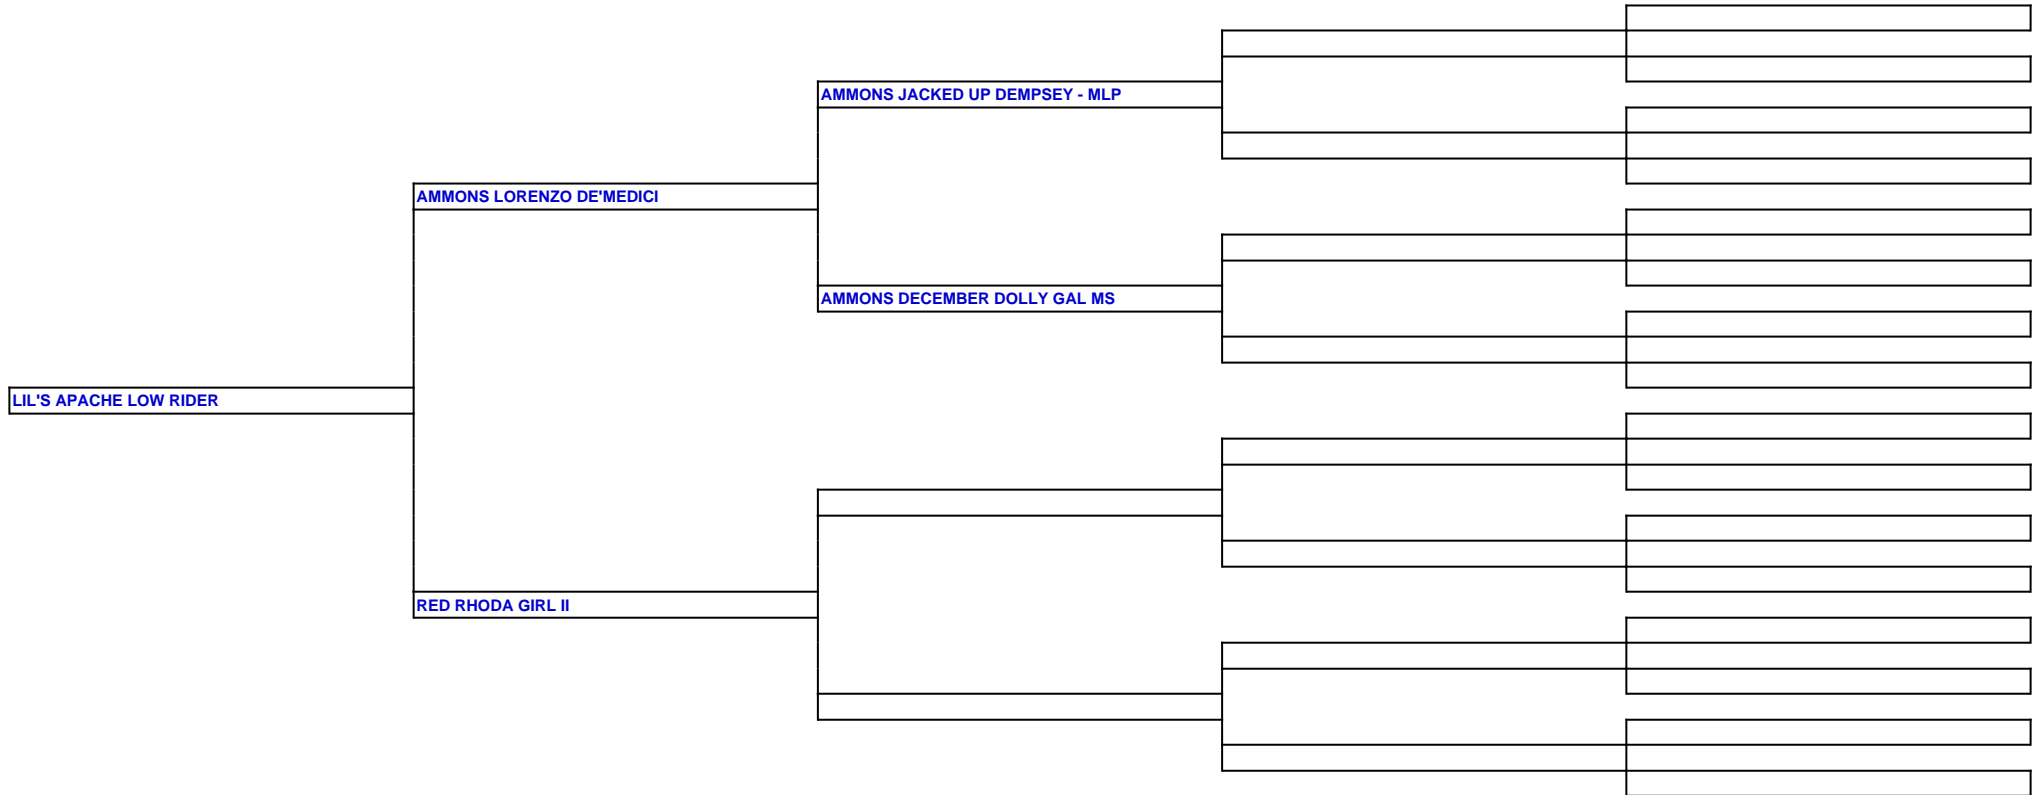 AMMONS JACKED UP DEMPSEY - MLP
AMMONS LORENZO DE'MEDICI
AMMONS DECEMBER DOLLY GAL MS
LIL'S APACHE LOW RIDER
RED RHODA GIRL II